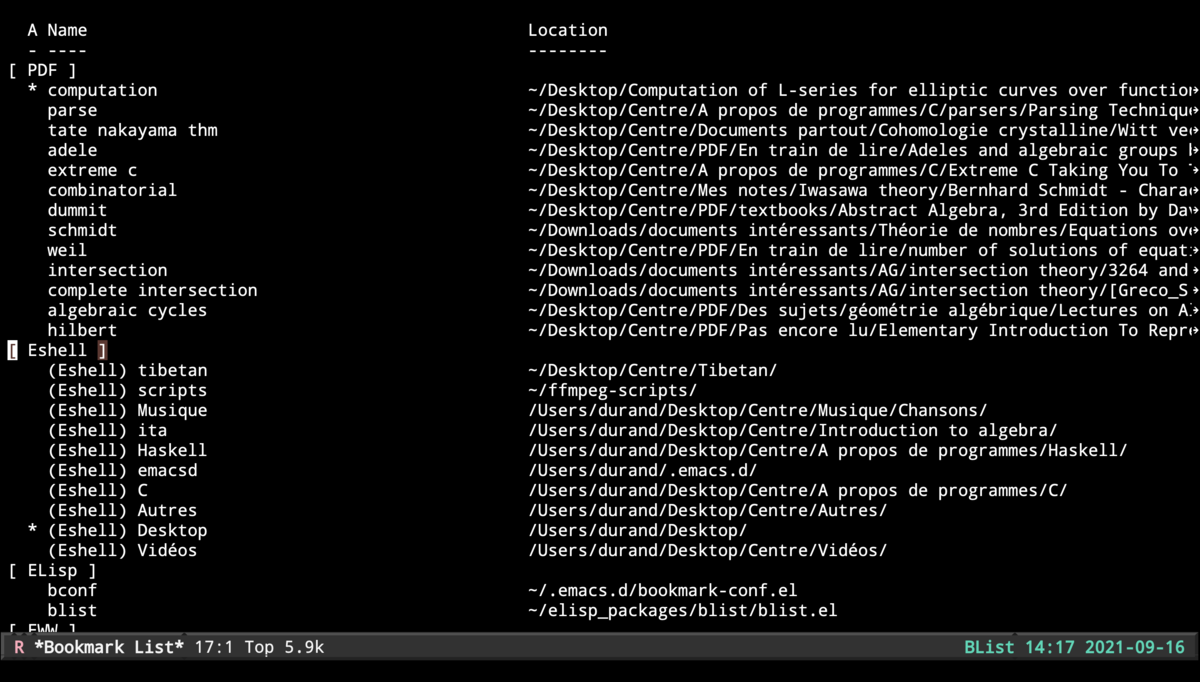 A Name Location
- ---- --------
[ PDF ]
* computation ~/Desktop/Computation of L-series for elliptic curves over function
parse ~/Desktop/Centre/A propos de programmes/C/parsers/Parsing Technique
tate nakayama thm ~/Desktop/Centre/Documents partout/Cohomologie crystalline/Witt ve
adele ~/Desktop/Centre/PDF/En train de lire/Adeles and algebraic groups
extreme c ~/Desktop/Centre/A propos de programmes/C/Extreme C Taking You To
combinatorial ~/Desktop/Centre/Mes notes/Iwasawa theory/Bernhard Schmidt - Chara
dummit ~/Desktop/Centre/PDF/textbooks/Abstract Algebra, 3rd Edition by Da
schmidt ~/Downloads/documents intéressants/Théorie de nombres/Equations ov
weil ~/Desktop/Centre/PDF/En train de lire/number of solutions of equat
intersection ~/Downloads/documents intéressants/AG/intersection theory/3264 and
complete intersection ~/Downloads/documents intéressants/AG/intersection theory/[Greco_S
algebraic cycles ~/Desktop/Centre/PDF/Des sujets/géométrie algébrique/Lectures on A
hilbert ~/Desktop/Centre/PDF/Pas encore lu/Elementary Introduction To Repr
[ Eshell ]
(Eshell) tibetan ~/Desktop/Centre/Tibetan/
(Eshell) scripts ~/ffmpeg-scripts/
(Eshell) Musique /Users/durand/Desktop/Centre/Musique/Chansons/
(Eshell) ita /Users/durand/Desktop/Centre/Introduction to algebra/
(Eshell) Haskell /Users/durand/Desktop/Centre/A propos de programmes/Haskell/
(Eshell) emacsd /Users/durand/.emacs.d/
(Eshell) C /Users/durand/Desktop/Centre/A propos de programmes/C/
(Eshell) Autres /Users/durand/Desktop/Centre/Autres/
* (Eshell) Desktop /Users/durand/Desktop/
(Eshell) Vidéos /Users/durand/Desktop/Centre/Vidéos/
[ ELisp ]
bconf ~/.emacs.d/bookmark-conf.el
blist ~/elisp_packages/blist/blist.el
[ EWW ]
R *Bookmark List* 17:1 Top 5.9k BList 14:17 2021-09-16